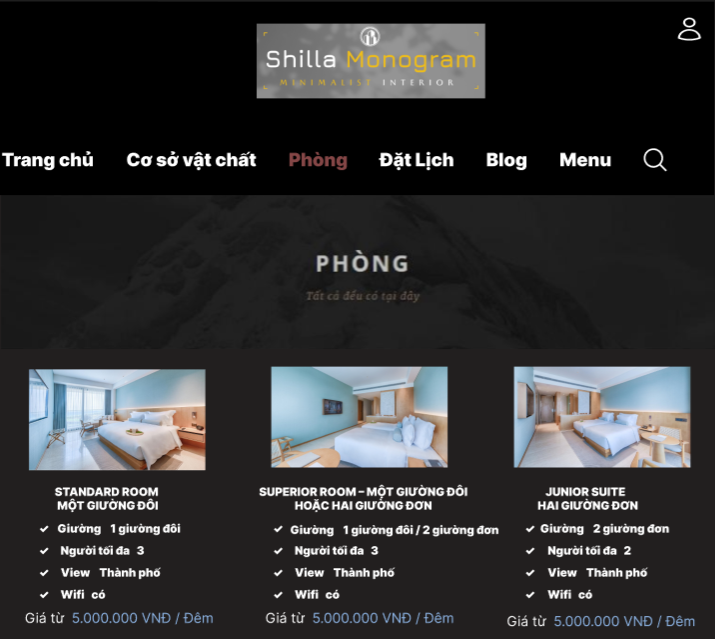 Shilla Monogram
MINIMALIST INTERIOR
Trang chủ Cơ sở vật chất Phòng Đặt Lịch Blog Menu
PHÒNG
Tất cả đều có tại đây
STANDARD ROOM
MỘT GIƯỜNG ĐÔI
Giường 1 giường đôi
Người tối đa 3
View Thành phố
Wifi có
Giá từ 5.000.000 VNĐ / Đêm
SUPERIOR ROOM – MỘT GIƯỜNG ĐÔI
HOẶC HAI GIƯỜNG ĐƠN
Giường 1 giường đôi / 2 giường đơn
Người tối đa 3
View Thành phố
Wifi có
Giá từ 5.000.000 VNĐ / Đêm
JUNIOR SUITE
HAI GIƯỜNG ĐƠN
Giường 2 giường đơn
Người tối đa 2
View Thành phố
Wifi có
Giá từ 5.000.000 VNĐ / Đêm